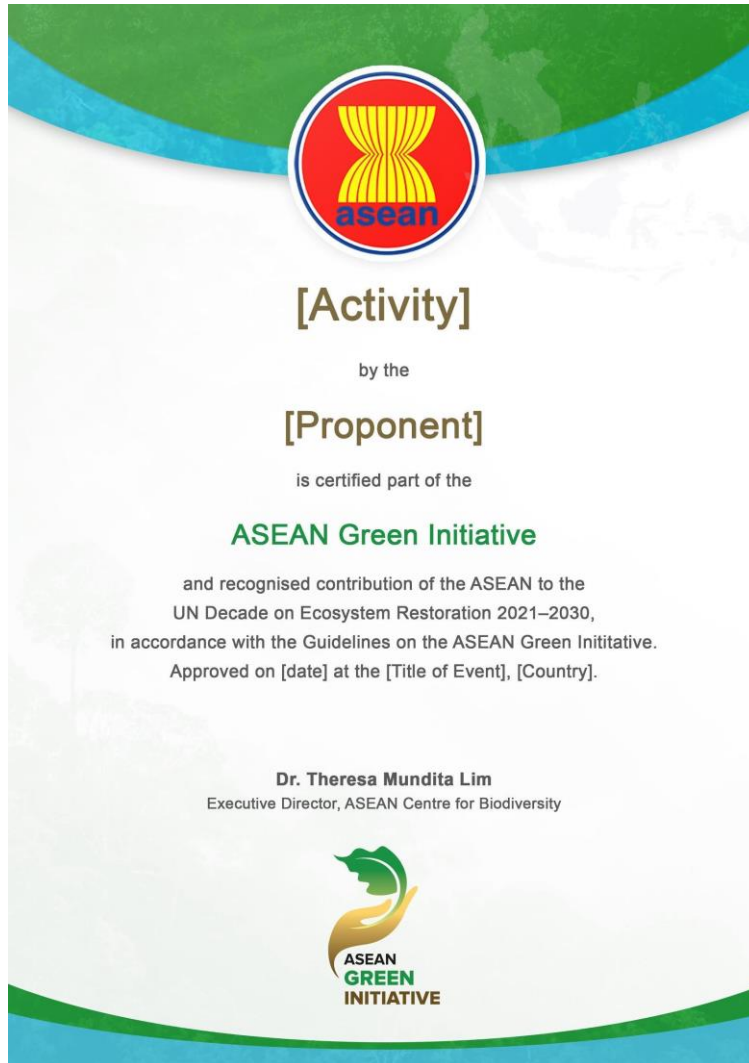 asean
[Activity]
by the
[Proponent]
is certified part of the
ASEAN Green Initiative
and recognised contribution of the ASEAN to the
UN Decade on Ecosystem Restoration 2021–2030,
in accordance with the Guidelines on the ASEAN Green Inititative.
Approved on [date] at the [Title of Event], [Country].
Dr. Theresa Mundita Lim
Executive Director, ASEAN Centre for Biodiversity
ASEAN
GREEN
INITIATIVE